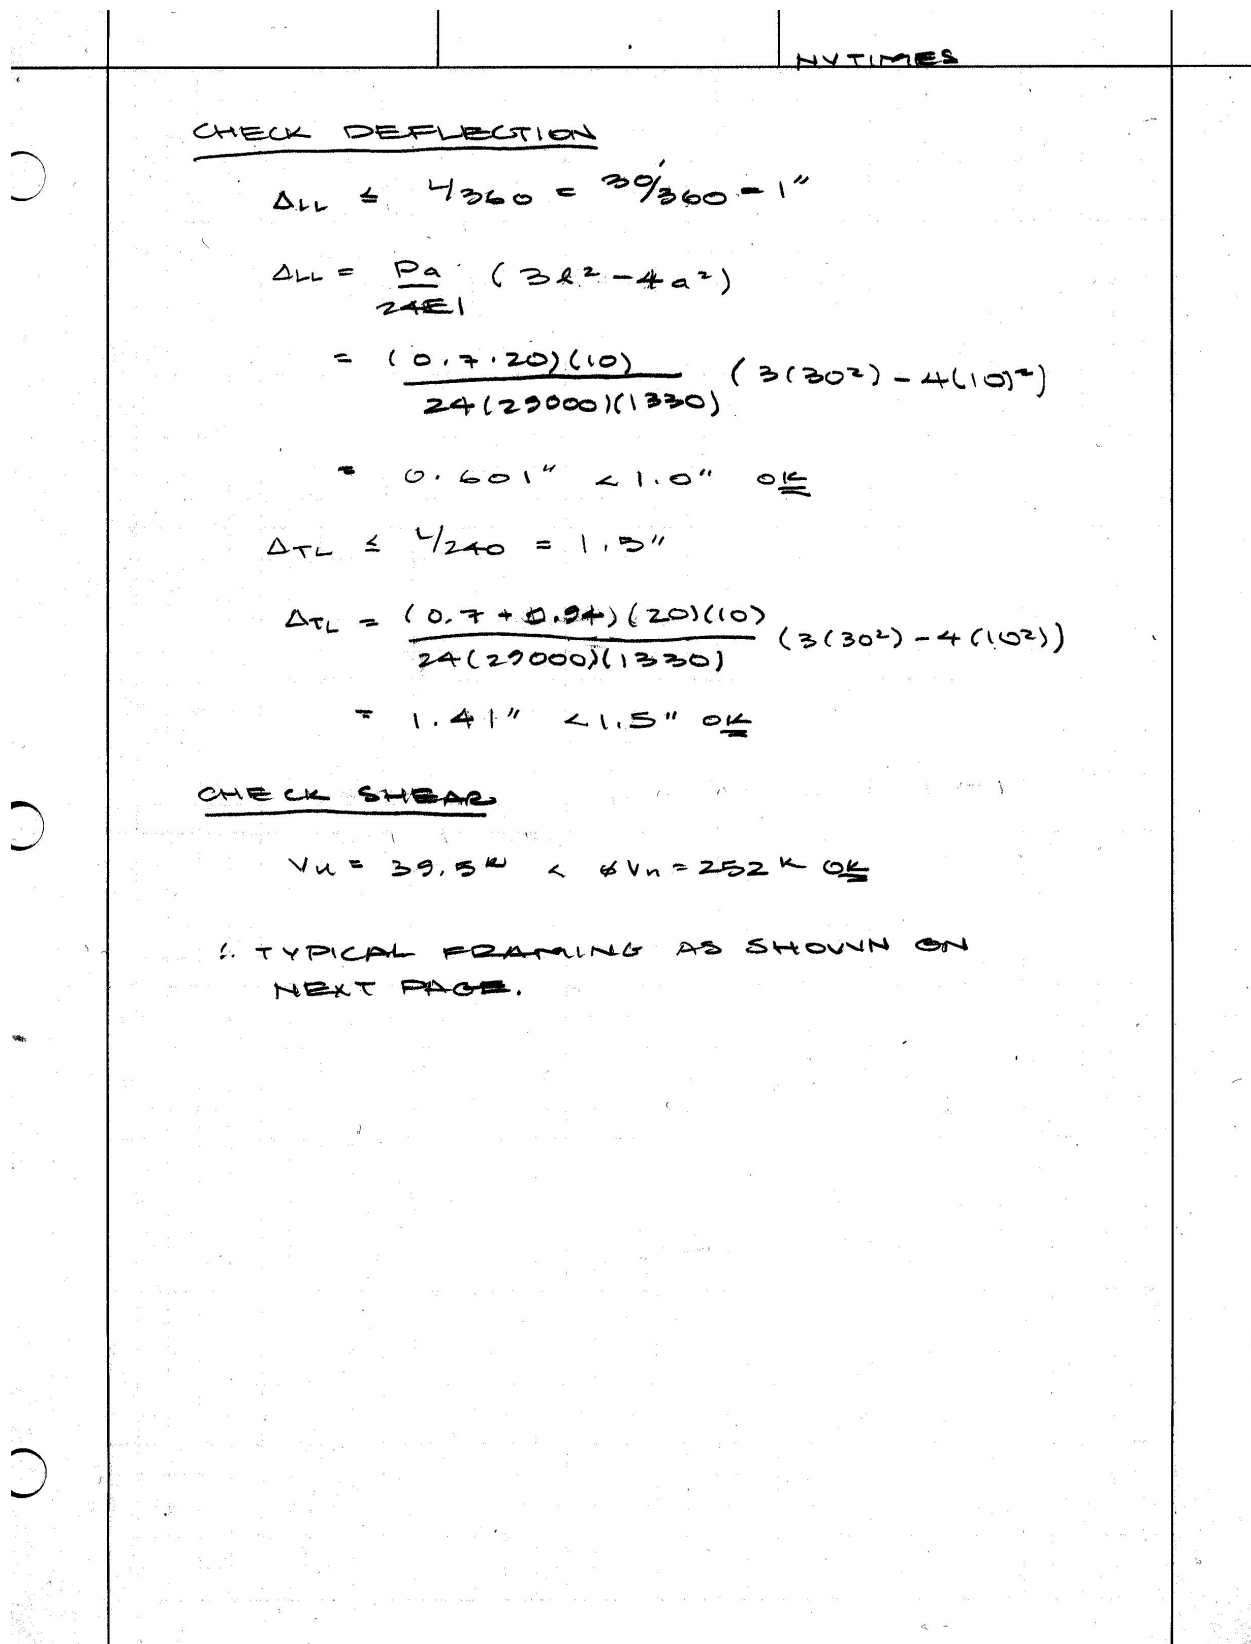 NYTIMES
CHECK DEFLECTION
ΔLL ≤ L/360 = 30'/360 = 1"
ΔLL = Pa/24EI (3l² - 4a²)
= (0.7·20)(10)/24(29000)(1330) (3(30²) - 4(10)²)
= 0.601" < 1.0" OK
ΔTL ≤ L/240 = 1.5"
ΔTL = (0.7 + 0.94)(20)(10)/24(29000)(1330) (3(30²) - 4(10²))
= 1.41" < 1.5" OK
CHECK SHEAR
Vu = 39.5k < φVn = 252k OK
∴ TYPICAL FRAMING AS SHOWN ON
NEXT PAGE.